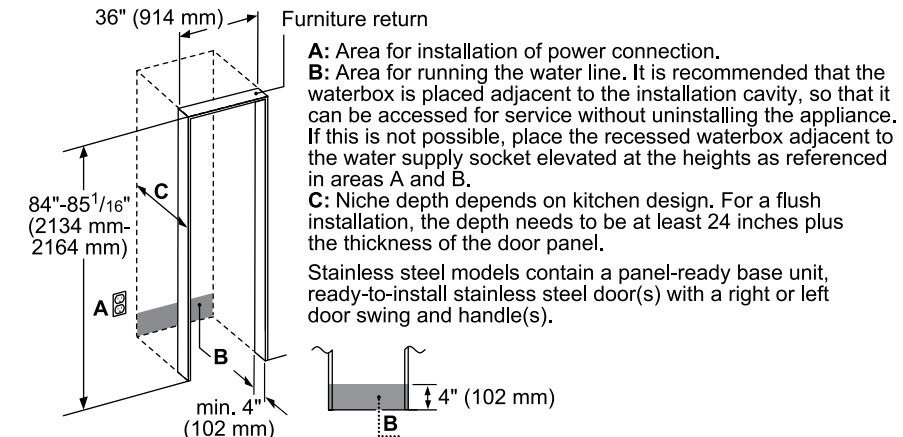 36" (914 mm)
Furniture return
A: Area for installation of power connection.
B: Area for running the water line. It is recommended that the
waterbox is placed adjacent to the installation cavity, so that it
can be accessed for service without uninstalling the appliance.
If this is not possible, place the recessed waterbox adjacent to
the water supply socket elevated at the heights as referenced
in areas A and B.
C: Niche depth depends on kitchen design. For a flush
installation, the depth needs to be at least 24 inches plus
the thickness of the door panel.
Stainless steel models contain a panel-ready base unit,
ready-to-install stainless steel door(s) with a right or left
door swing and handle(s).
C
84"-85 1/16"
(2134 mm-
2164 mm)
A
B
min. 4"
(102 mm)
4" (102 mm)
B